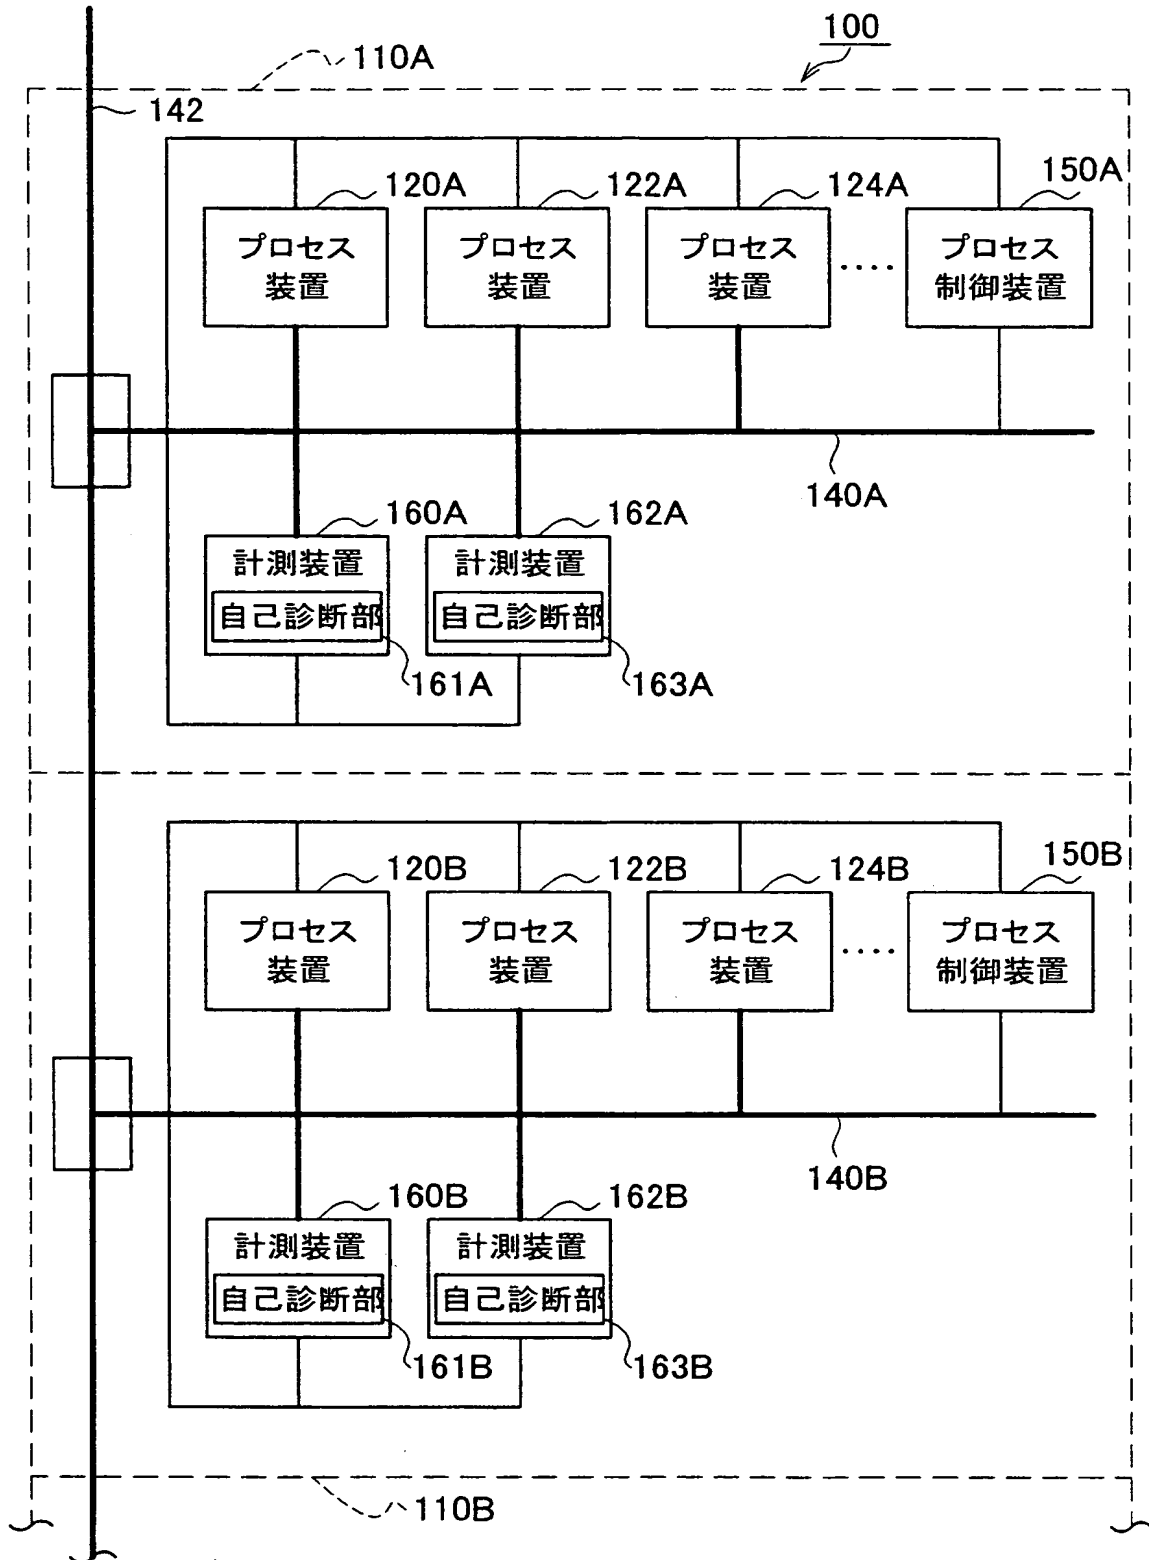 100
110A
142
120A
122A
124A
150A
プロセス
装置
プロセス
装置
プロセス
装置
‥‥
プロセス
制御装置
140A
160A
162A
計測装置
自己診断部
計測装置
自己診断部
161A
163A
120B
122B
124B
150B
プロセス
装置
プロセス
装置
プロセス
装置
‥‥
プロセス
制御装置
140B
160B
162B
計測装置
自己診断部
計測装置
自己診断部
161B
163B
110B